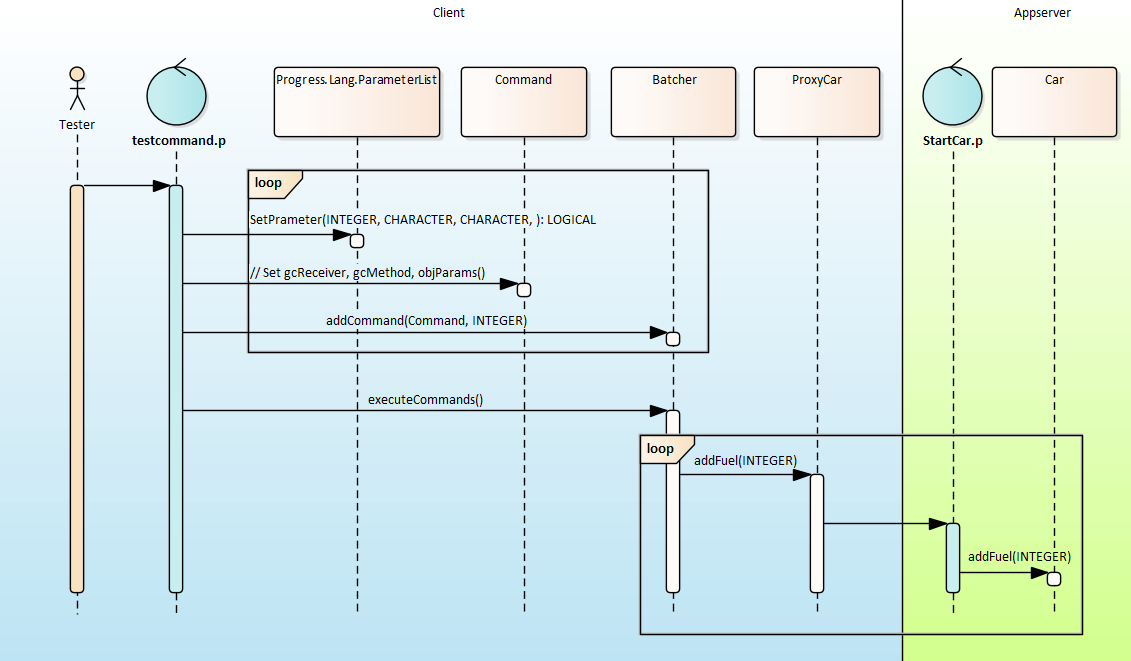 Client
Appserver
Progress.Lang.ParameterList
Command
Batcher
ProxyCar
Car
Tester
testcommand.p
StartCar.p
loop
SetPrameter(INTEGER, CHARACTER, CHARACTER, ): LOGICAL
// Set gcReceiver, gcMethod, objParams()
addCommand(Command, INTEGER)
executeCommands()
loop
addFuel(INTEGER)
addFuel(INTEGER)